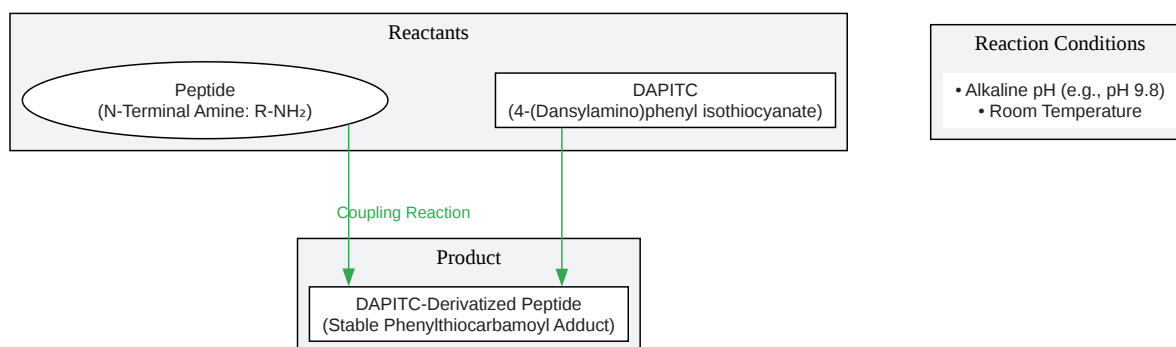 Reactants
Peptide
(N-Terminal Amine: R-NH₂)
DAPITC
(4-(Dansylamino)phenyl isothiocyanate)
Reaction Conditions
• Alkaline pH (e.g., pH 9.8)
• Room Temperature
Coupling Reaction
Product
DAPITC-Derivatized Peptide
(Stable Phenylthiocarbamoyl Adduct)